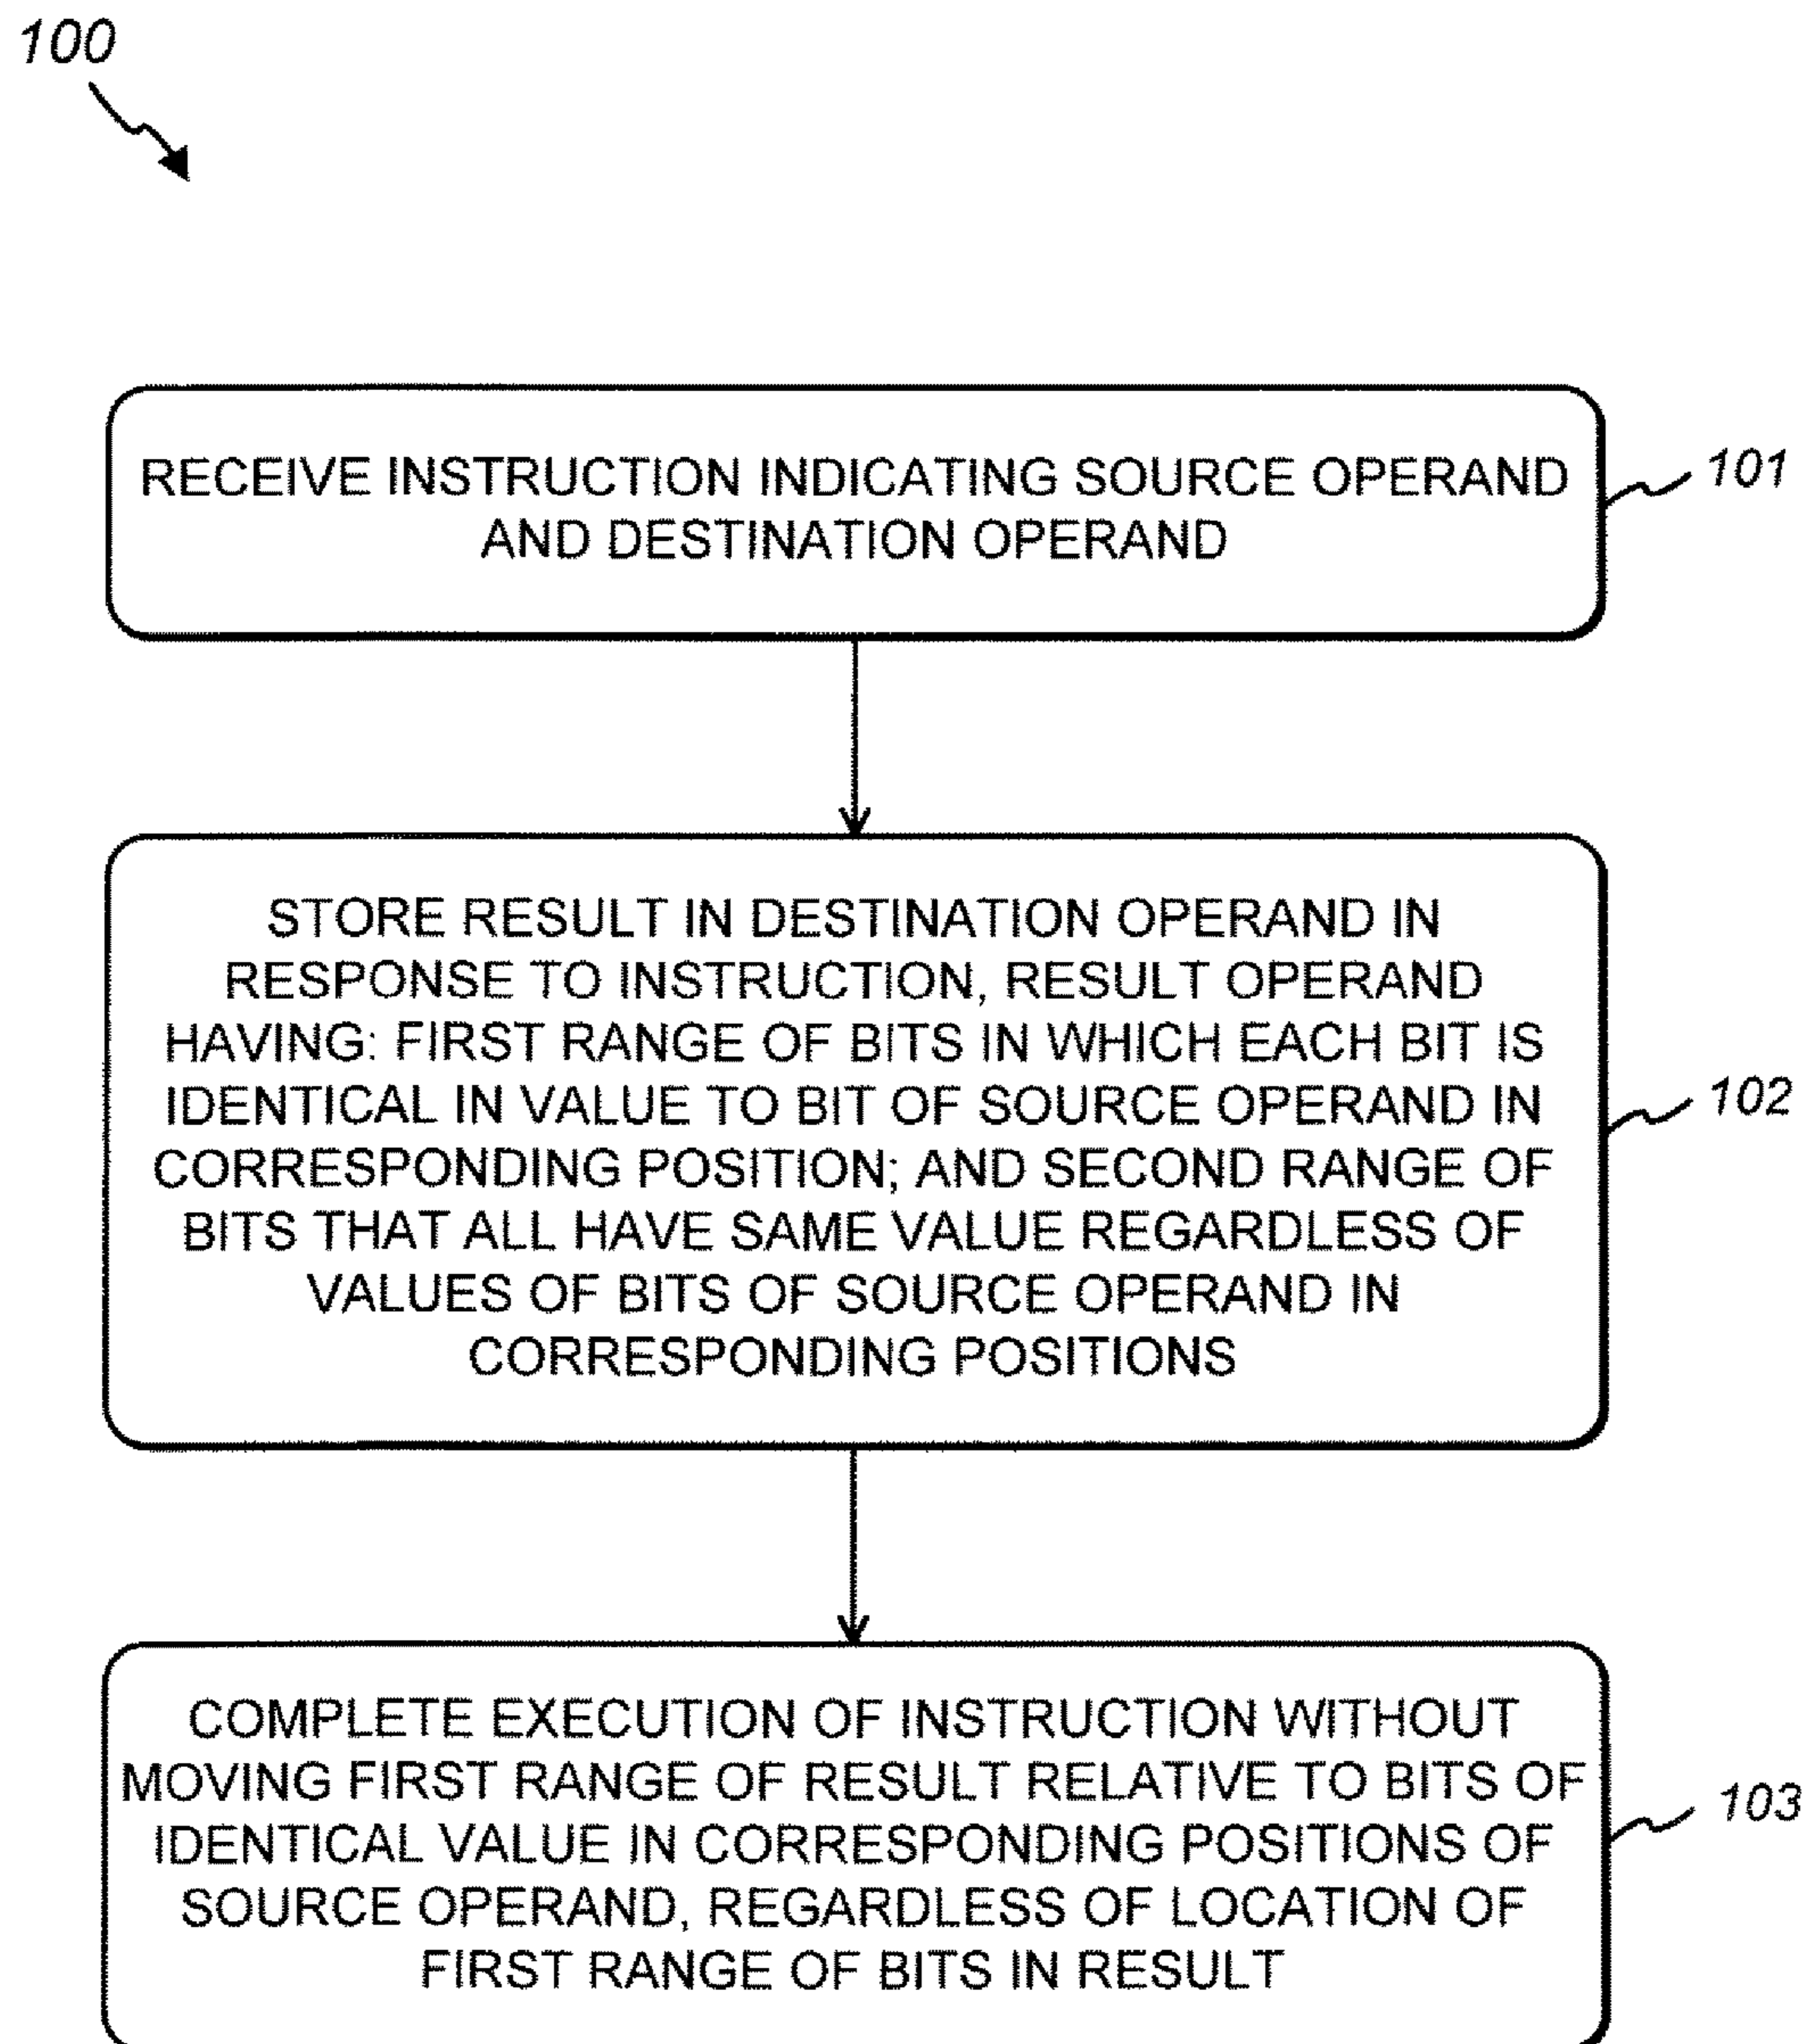 100
RECEIVE INSTRUCTION INDICATING SOURCE OPERAND
AND DESTINATION OPERAND
101
STORE RESULT IN DESTINATION OPERAND IN
RESPONSE TO INSTRUCTION, RESULT OPERAND
HAVING: FIRST RANGE OF BITS IN WHICH EACH BIT IS
IDENTICAL IN VALUE TO BIT OF SOURCE OPERAND IN
CORRESPONDING POSITION; AND SECOND RANGE OF
BITS THAT ALL HAVE SAME VALUE REGARDLESS OF
VALUES OF BITS OF SOURCE OPERAND IN
CORRESPONDING POSITIONS
102
COMPLETE EXECUTION OF INSTRUCTION WITHOUT
MOVING FIRST RANGE OF RESULT RELATIVE TO BITS OF
IDENTICAL VALUE IN CORRESPONDING POSITIONS OF
SOURCE OPERAND, REGARDLESS OF LOCATION OF
FIRST RANGE OF BITS IN RESULT
103